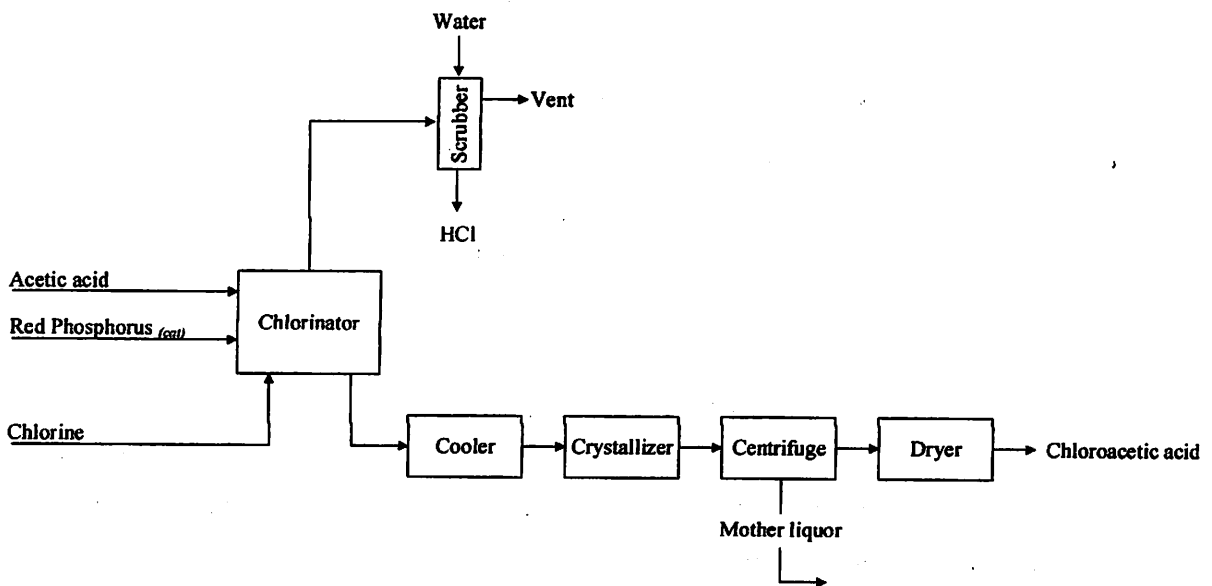 Water
Scrubber
Vent
HCl
Acetic acid
Red Phosphorus (cat)
Chlorinator
Chlorine
Cooler
Crystallizer
Centrifuge
Dryer
Chloroacetic acid
Mother liquor